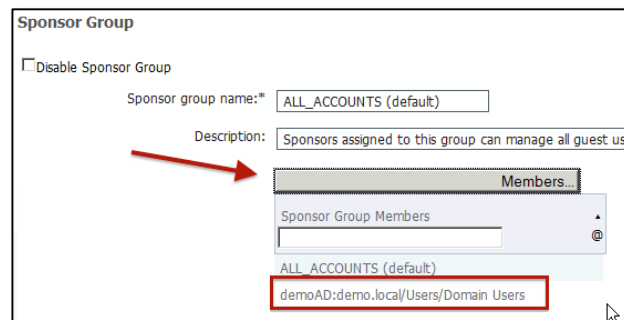 Sponsor Group
Disable Sponsor Group
Sponsor group name:* ALL_ACCOUNTS (default)
Description: Sponsors assigned to this group can manage all guest us
Members...
Sponsor Group Members
@
ALL_ACCOUNTS (default)
demoAD:demo.local/Users/Domain Users